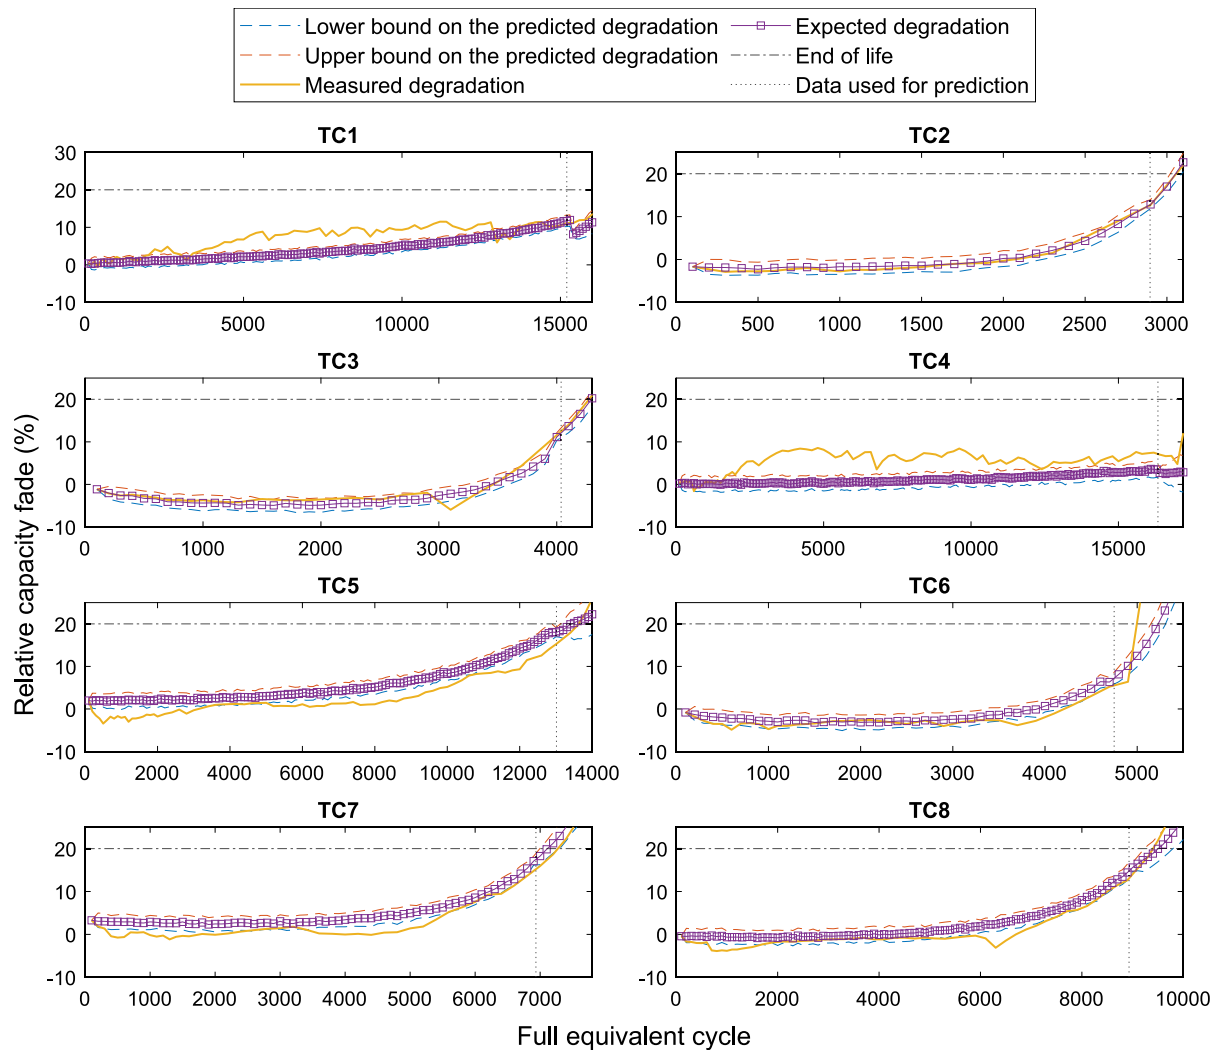 Lower bound on the predicted degradation
Upper bound on the predicted degradation
Measured degradation
Expected degradation
End of life
Data used for prediction
TC1
30
20
10
0
-10
0 5000 10000 15000
TC2
20
10
0
-10
0 500 1000 1500 2000 2500 3000
TC3
20
10
0
-10
0 1000 2000 3000 4000
TC4
20
10
0
-10
0 5000 10000 15000
TC5
20
10
0
-10
0 2000 4000 6000 8000 10000 12000 14000
TC6
20
10
0
-10
0 1000 2000 3000 4000 5000
TC7
20
10
0
-10
0 1000 2000 3000 4000 5000 6000 7000
TC8
20
10
0
-10
0 2000 4000 6000 8000 10000
Relative capacity fade (%)
Full equivalent cycle